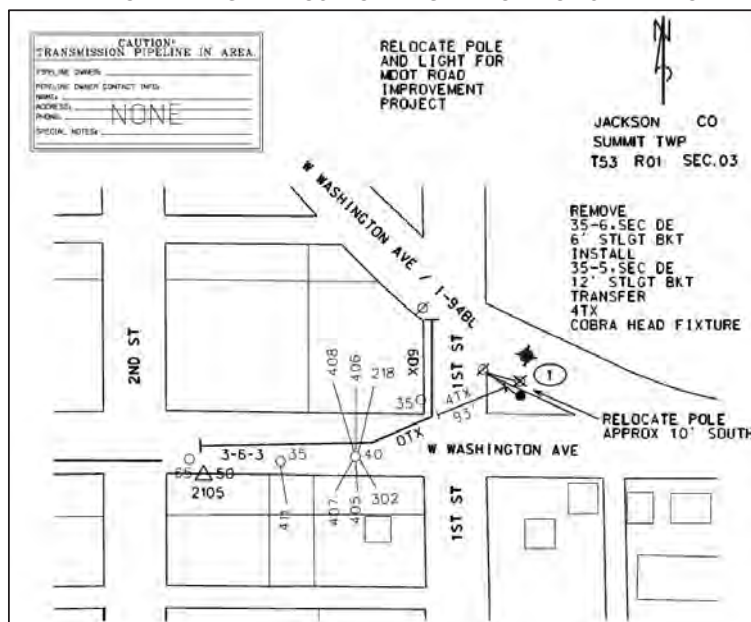 CAUTION:
TRANSMISSION PIPELINE IN AREA.
PIPELINE OWNER:
PIPELINE OWNER CONTACT INFO:
NAME:
ADDRESS:
PHONE:
NONE
SPECIAL NOTES:
RELOCATE POLE
AND LIGHT FOR
MDOT ROAD
IMPROVEMENT
PROJECT
N
JACKSON CO
SUMMIT TWP
T53 R01 SEC.03
REMOVE
35-6.SEC DE
6' STLGT BKT
INSTALL
35-5.SEC DE
12' STLGT BKT
TRANSFER
4TX
COBRA HEAD FIXTURE
W WASHINGTON AVE / I-94BL
2ND ST
1ST ST
408
406
218
6DX
35
4TX
93'
1
RELOCATE POLE
APPROX 10' SOUTH
OTX
W WASHINGTON AVE
3-6-3
35
40
65
50
2105
411
407
405
302
1ST ST